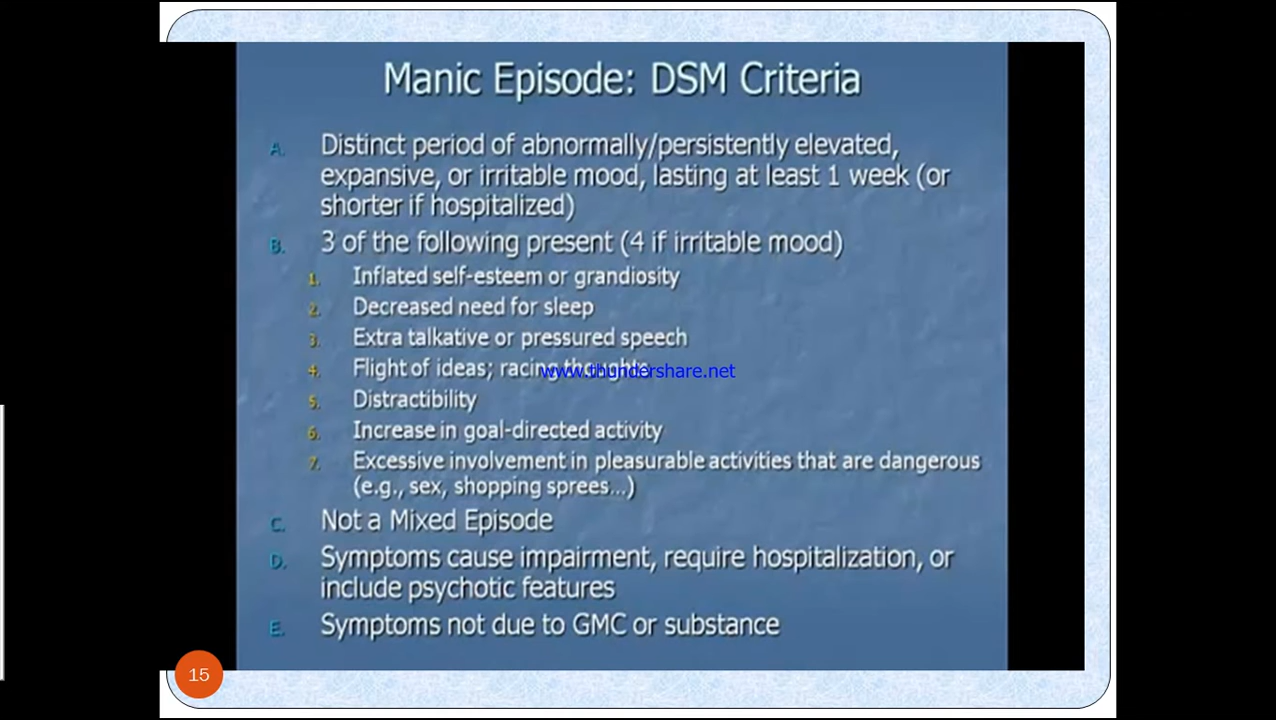 Manic Episode: DSM Criteria
A. Distinct period of abnormally/persistently elevated,
expansive, or irritable mood, lasting at least 1 week (or
shorter if hospitalized)
B. 3 of the following present (4 if irritable mood)
1. Inflated self-esteem or grandiosity
2. Decreased need for sleep
3. Extra talkative or pressured speech
4. Flight of ideas; racing thoughts
www.thundershare.net
5. Distractibility
6. Increase in goal-directed activity
7. Excessive involvement in pleasurable activities that are dangerous
(e.g., sex, shopping sprees...)
C. Not a Mixed Episode
D. Symptoms cause impairment, require hospitalization, or
include psychotic features
E. Symptoms not due to GMC or substance
15